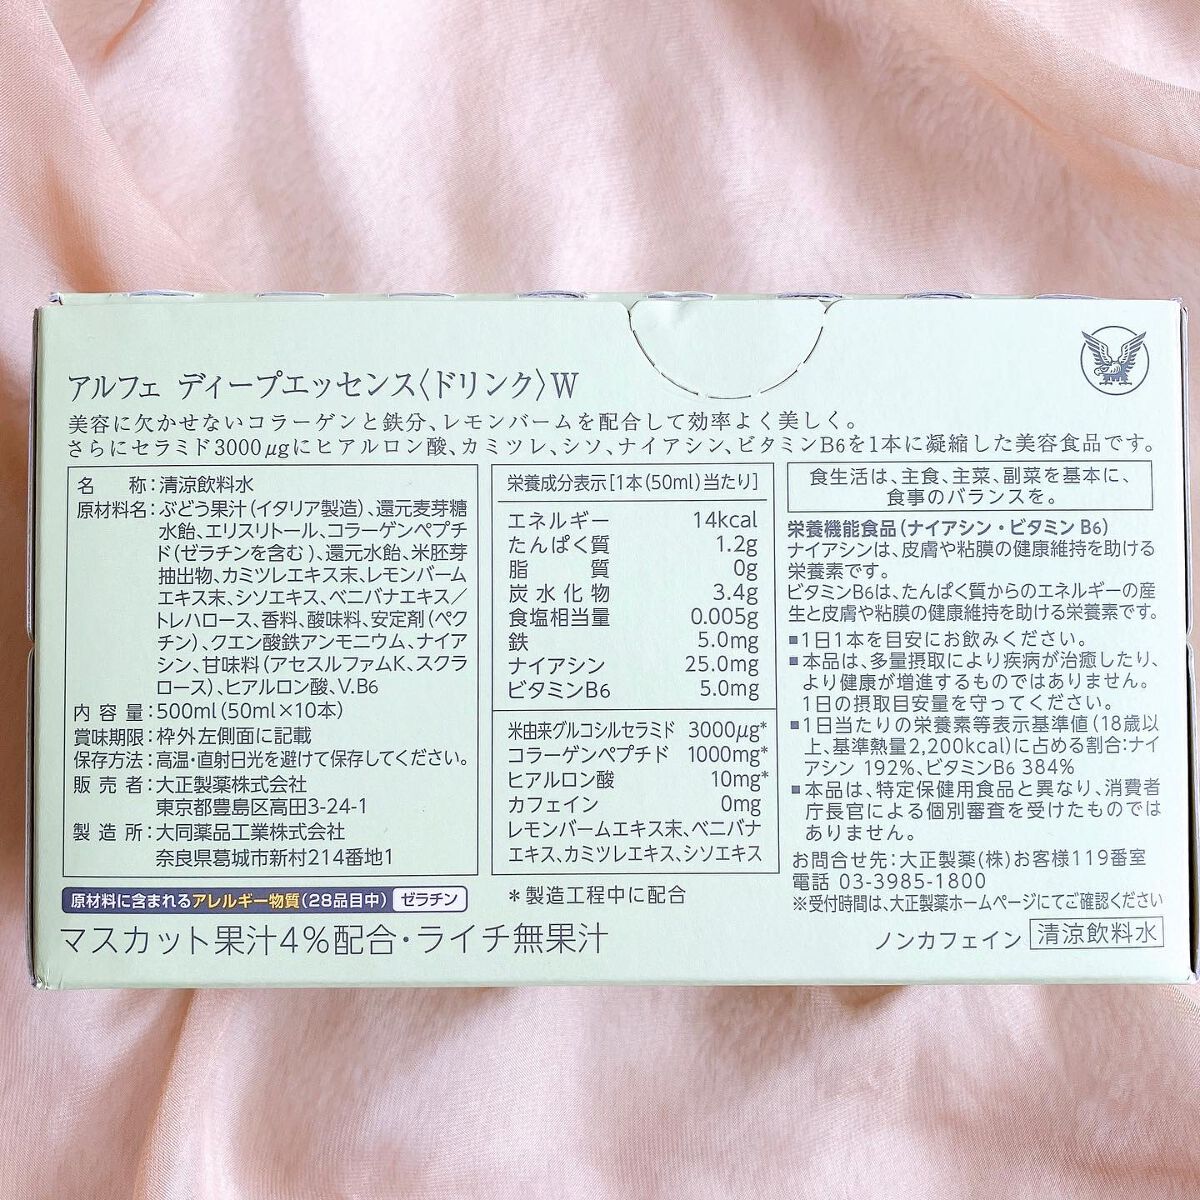 アルフェ ディープエッセンス〈ドリンク〉W
美容に欠かせないコラーゲンと鉄分、レモンバームを配合して効率よく美しく。
さらにセラミド3000μgにヒアルロン酸、カミツレ、シソ、ナイアシン、ビタミンB6を1本に凝縮した美容食品です。
名 称:清涼飲料水
原材料名:ぶどう果汁(イタリア製造)、還元麦芽糖
水飴、エリスリトール、コラーゲンペプチ
ド(ゼラチンを含む)、還元水飴、米胚芽
抽出物、カミツレエキス末、レモンバーム
エキス末、シソエキス、ベニバナエキス/
トレハロース、香料、酸味料、安定剤(ペク
チン)、クエン酸鉄アンモニウム、ナイア
シン、甘味料(アセスルファムK、スクラ
ロース)、ヒアルロン酸、V.B6
内容量:500ml(50ml×10本)
賞味期限:枠外左側面に記載
保存方法:高温・直射日光を避けて保存してください。
販売者:大正製薬株式会社
東京都豊島区高田3-24-1
製造所:大同薬品工業株式会社
奈良県葛城市新村214番地1
原材料に含まれるアレルギー物質(28品目中) ゼラチン
マスカット果汁4%配合・ライチ無果汁
栄養成分表示[1本(50ml)当たり]
エネルギー 14kcal
たんぱく質 1.2g
脂質 0g
炭水化物 3.4g
食塩相当量 0.005g
鉄 5.0mg
ナイアシン 25.0mg
ビタミンB6 5.0mg
米由来グルコシルセラミド 3000μg*
コラーゲンペプチド 1000mg*
ヒアルロン酸 10mg*
カフェイン 0mg
レモンバームエキス末、ベニバナ
エキス、カミツレエキス、シソエキス
*製造工程中に配合
食生活は、主食、主菜、副菜を基本に、
食事のバランスを。
栄養機能食品(ナイアシン・ビタミンB6)
ナイアシンは、皮膚や粘膜の健康維持を助ける
栄養素です。
ビタミンB6は、たんぱく質からのエネルギーの産
生と皮膚や粘膜の健康維持を助ける栄養素です。
■1日1本を目安にお飲みください。
■本品は、多量摂取により疾病が治癒したり、
より健康が増進するものではありません。
1日の摂取目安量を守ってください。
■1日当たりの栄養素等表示基準値(18歳以
上、基準熱量2,200kcal)に占める割合:ナイ
アシン 192%、ビタミンB6 384%
■本品は、特定保健用食品と異なり、消費者
庁長官による個別審査を受けたものでは
ありません。
お問合せ先:大正製薬(株)お客様119番室
電話 03-3985-1800
※受付時間は、大正製薬ホームページにてご確認ください
ノンカフェイン 清涼飲料水